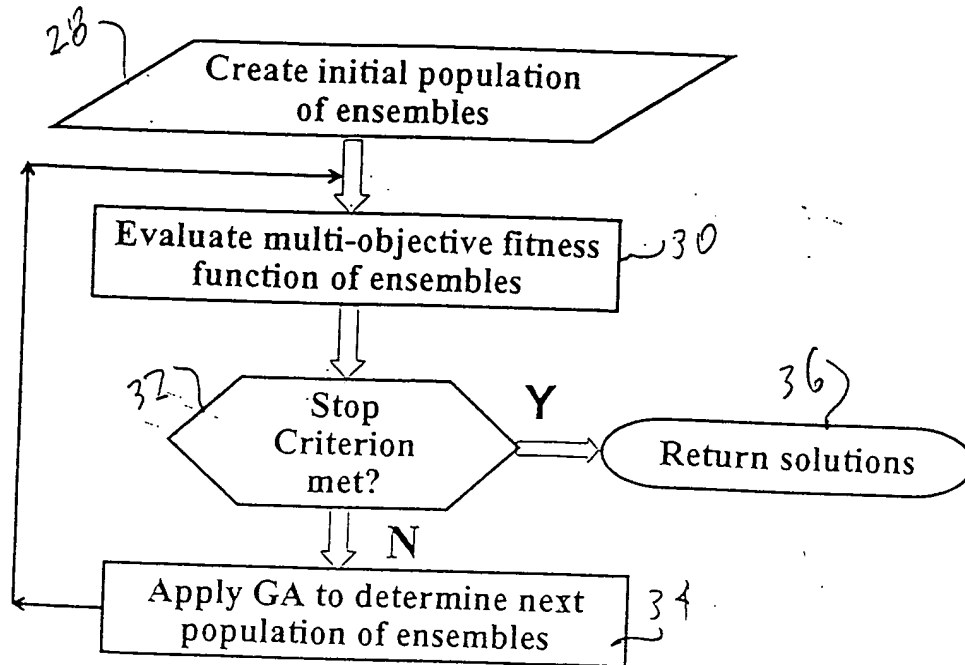 28
Create initial population
of ensembles
Evaluate multi-objective fitness
function of ensembles
30
32
Stop
Criterion
met?
Y
36
Return solutions
N
Apply GA to determine next
population of ensembles
34